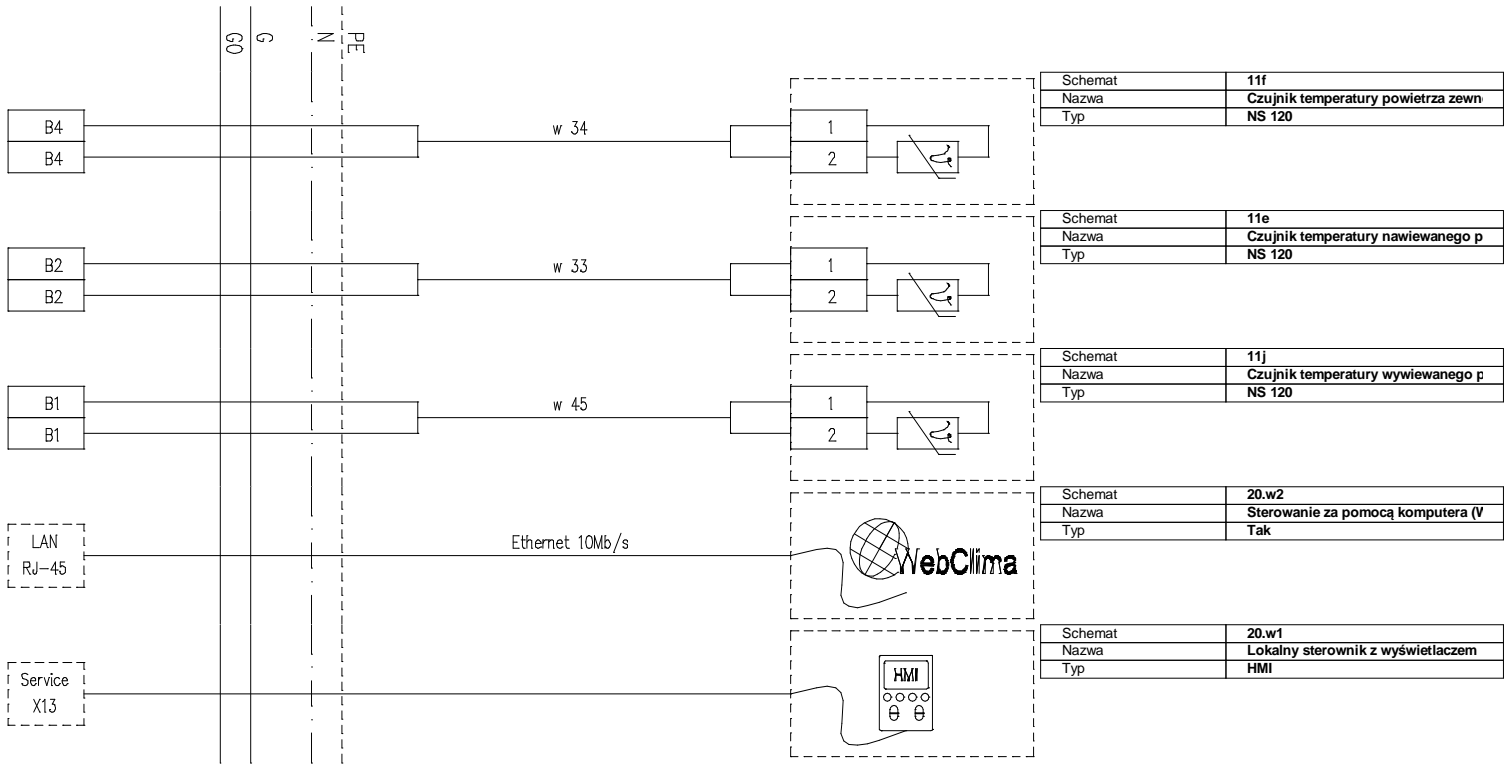 G0 G N PE
B4 w 34 1
B4 2
Schemat 11f
Nazwa Czujnik temperatury powietrza
Typ NS 120
B2 w 33 1
B2 2
Schemat 11e
Nazwa Czujnik temperatury nawiewanego p
Typ NS 120
B1 w 45 1
B1 2
Schemat 11j
Nazwa Czujnik temperatury wywiewanego
Typ NS 120
LAN
RJ-45
Ethernet 10Mb/s
WebClima
Schemat 20.w2
Nazwa Sterowanie za pomocą komputera
Typ Tak
Service
X13
HMI
Schemat 20.w1
Nazwa Lokalny sterownik z wyświetlaczem
Typ HMI